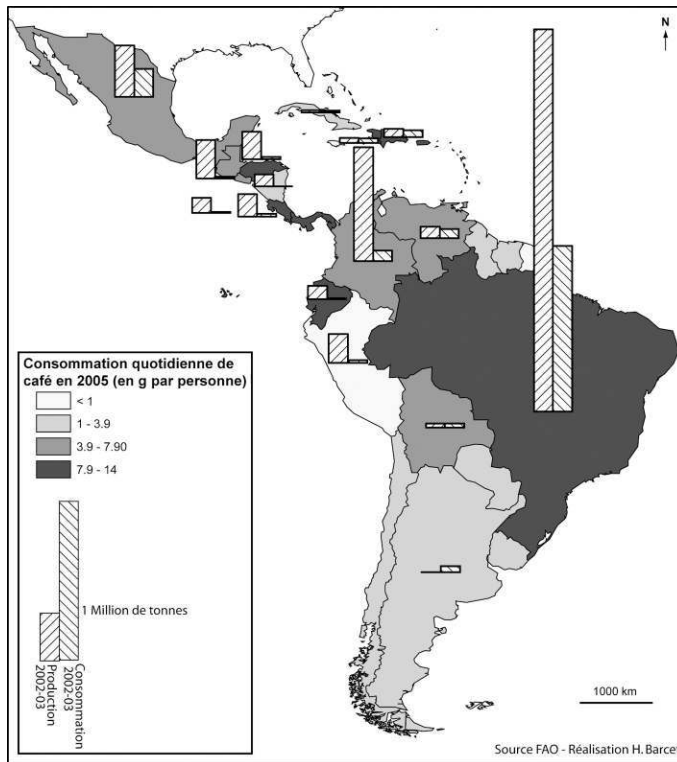 N
Consommation quotidienne de
café en 2005 (en g par personne)
< 1
1 - 3.9
3.9 - 7.90
7.9 - 14
1 Million de tonnes
Production
2002-03
Consommation
2002-03
1000 km
Source FAO - Réalisation H. Barcet